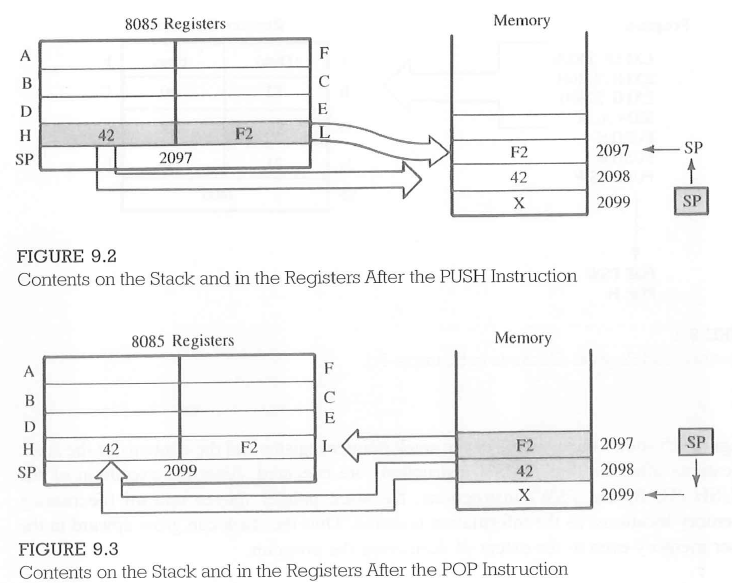 8085 Registers
Memory
A F
B C
D E
H 42 F2 L
SP 2097
F2 2097 SP
42 2098
X 2099 SP
FIGURE 9.2
Contents on the Stack and in the Registers After the PUSH Instruction
8085 Registers
Memory
A F
B C
D E
H 42 F2 L
SP 2099
F2 2097 SP
42 2098
X 2099
FIGURE 9.3
Contents on the Stack and in the Registers After the POP Instruction